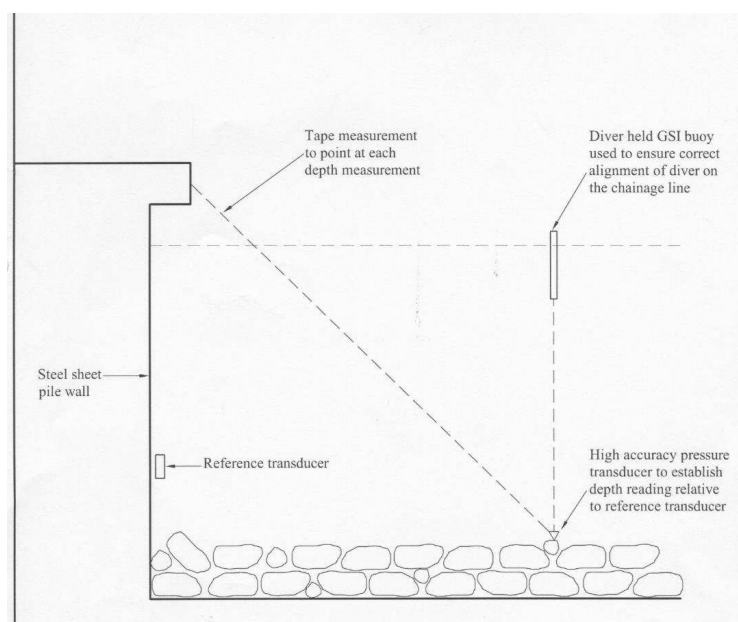 Tape measurement
to point at each
depth measurement
Diver held GSI buoy
used to ensure correct
alignment of diver on
the chainage line
Steel sheet
pile wall
Reference transducer
High accuracy pressure
transducer to establish
depth reading relative
to reference transducer